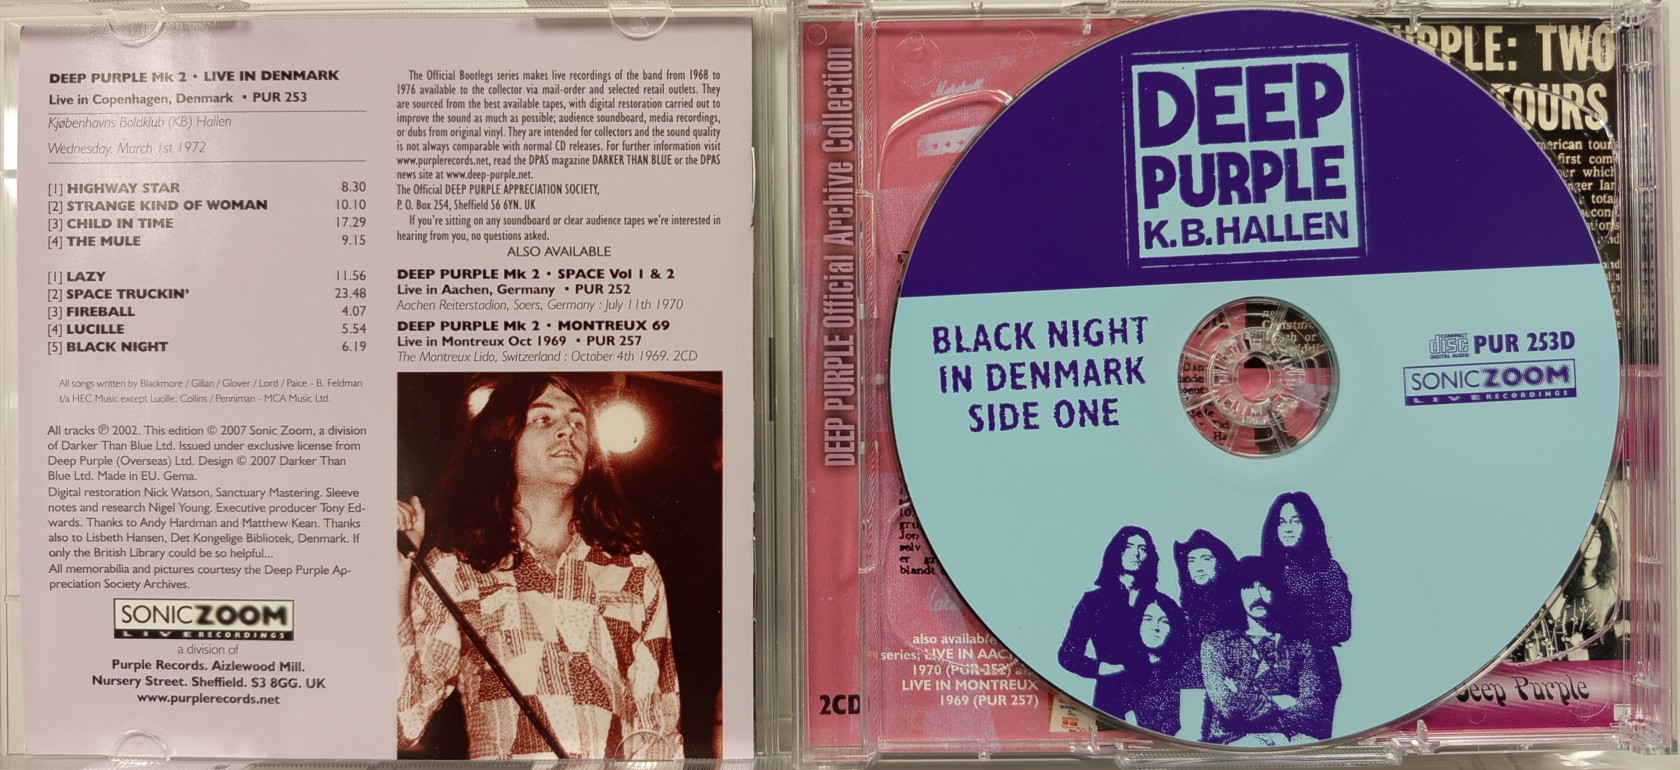 DEEP PURPLE Mk 2 • LIVE IN DENMARK
Live in Copenhagen, Denmark • PUR 253
Kjøbenhavns Boldklub (KB) Hallen
Wednesday. March 1st 1972
[1] HIGHWAY STAR 8.30
[2] STRANGE KIND OF WOMAN 10.10
[3] CHILD IN TIME 17.29
[4] THE MULE 9.15
[1] LAZY 11.56
[2] SPACE TRUCKIN' 23.48
[3] FIREBALL 4.07
[4] LUCILLE 5.54
[5] BLACK NIGHT 6.19
All songs written by Blackmore / Gillan / Glover / Lord / Paice - B. Feldman
t/a HEC Music except Lucille: Collins / Penniman - MCA Music Ltd.
All tracks ℗ 2002. This edition © 2007 Sonic Zoom, a division
of Darker Than Blue Ltd. Issued under exclusive license from
Deep Purple (Overseas) Ltd. Design © 2007 Darker Than
Blue Ltd. Made in EU. Gema.
Digital restoration Nick Watson, Sanctuary Mastering. Sleeve
notes and research Nigel Young. Executive producer Tony Ed-
wards. Thanks to Andy Hardman and Matthew Kean. Thanks
also to Lisbeth Hansen, Det Kongelige Bibliotek, Denmark. If
only the British Library could be so helpful...
All memorabilia and pictures courtesy the Deep Purple Ap-
preciation Society Archives.
SONIC ZOOM
LIVE RECORDINGS
a division of
Purple Records. Aizlewood Mill.
Nursery Street. Sheffield. S3 8GG. UK
www.purplerecords.net
The Official Bootlegs series makes live recordings of the band from 1968 to
1976 available to the collector via mail-order and selected retail outlets. They
are sourced from the best available tapes, with digital restoration carried out to
improve the sound as much as possible; audience soundboard, media recordings,
or dubs from original vinyl. They are intended for collectors and the sound quality
is not always comparable with normal CD releases. For further information visit
www.purplerecords.net, read the DPAS magazine DARKER THAN BLUE or the DPAS
news site at www.deep-purple.net.
The Official DEEP PURPLE APPRECIATION SOCIETY,
P. O. Box 254, Sheffield S6 6YN. UK
If you're sitting on any soundboard or clear audience tapes we're interested in
hearing from you, no questions asked.
ALSO AVAILABLE
DEEP PURPLE Mk 2 • SPACE Vol 1 & 2
Live in Aachen, Germany • PUR 252
Aachen Reiterstadion, Soers, Germany : July 11th 1970
DEEP PURPLE Mk 2 • MONTREUX 69
Live in Montreux Oct 1969 • PUR 257
The Montreux Lido, Switzerland : October 4th 1969. 2CD
DEEP PURPLE Official Archive Collection
2CD
DEEP
PURPLE
K.B.HALLEN
BLACK NIGHT
IN DENMARK
SIDE ONE
COMPACT
disc
DIGITAL AUDIO
PUR 253D
SONIC ZOOM
LIVE RECORDINGS
Marshall
PURPLE: TWO
TOURS
also available
series; LIVE IN AAC
1970 (PUR 252) a
LIVE IN MONTREUX
1969 (PUR 257)
Deep Purple